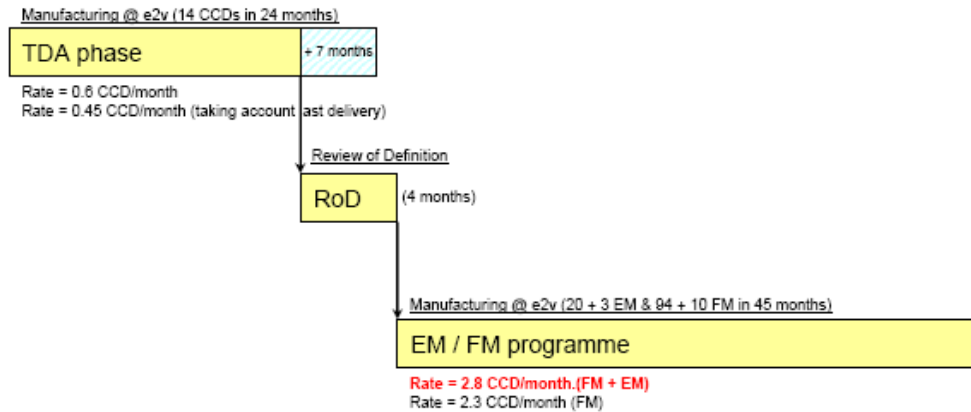 Manufacturing @ e2v (14 CCDs in 24 months)
TDA phase
+ 7 months
Rate = 0.6 CCD/month
Rate = 0.45 CCD/month (taking account last delivery)
Review of Definition
RoD
(4 months)
Manufacturing @ e2v (20 + 3 EM & 94 + 10 FM in 45 months)
EM / FM programme
Rate = 2.8 CCD/month.(FM + EM)
Rate = 2.3 CCD/month (FM)